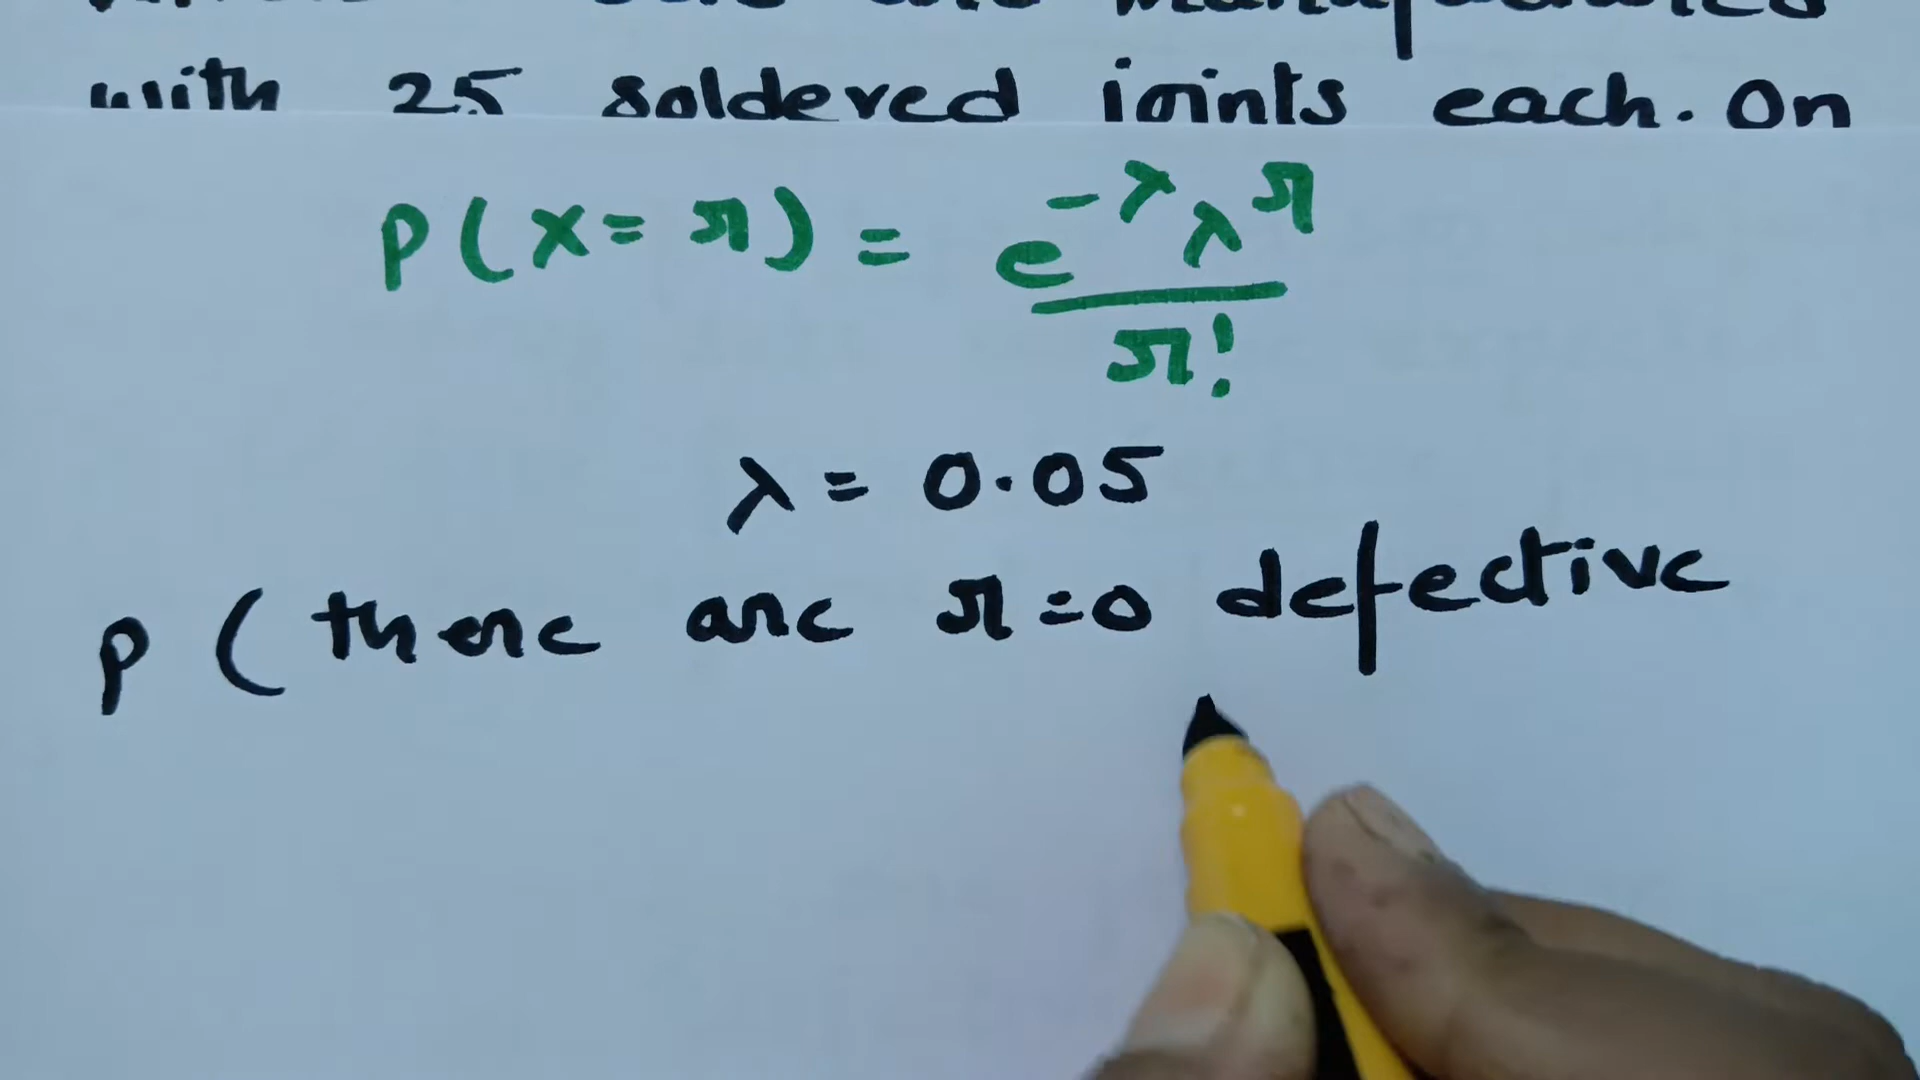 with 25 soldered joints each. On
P(X = r) = e^-λ λ^r / r!
λ = 0.05
P ( there are r = 0 defective